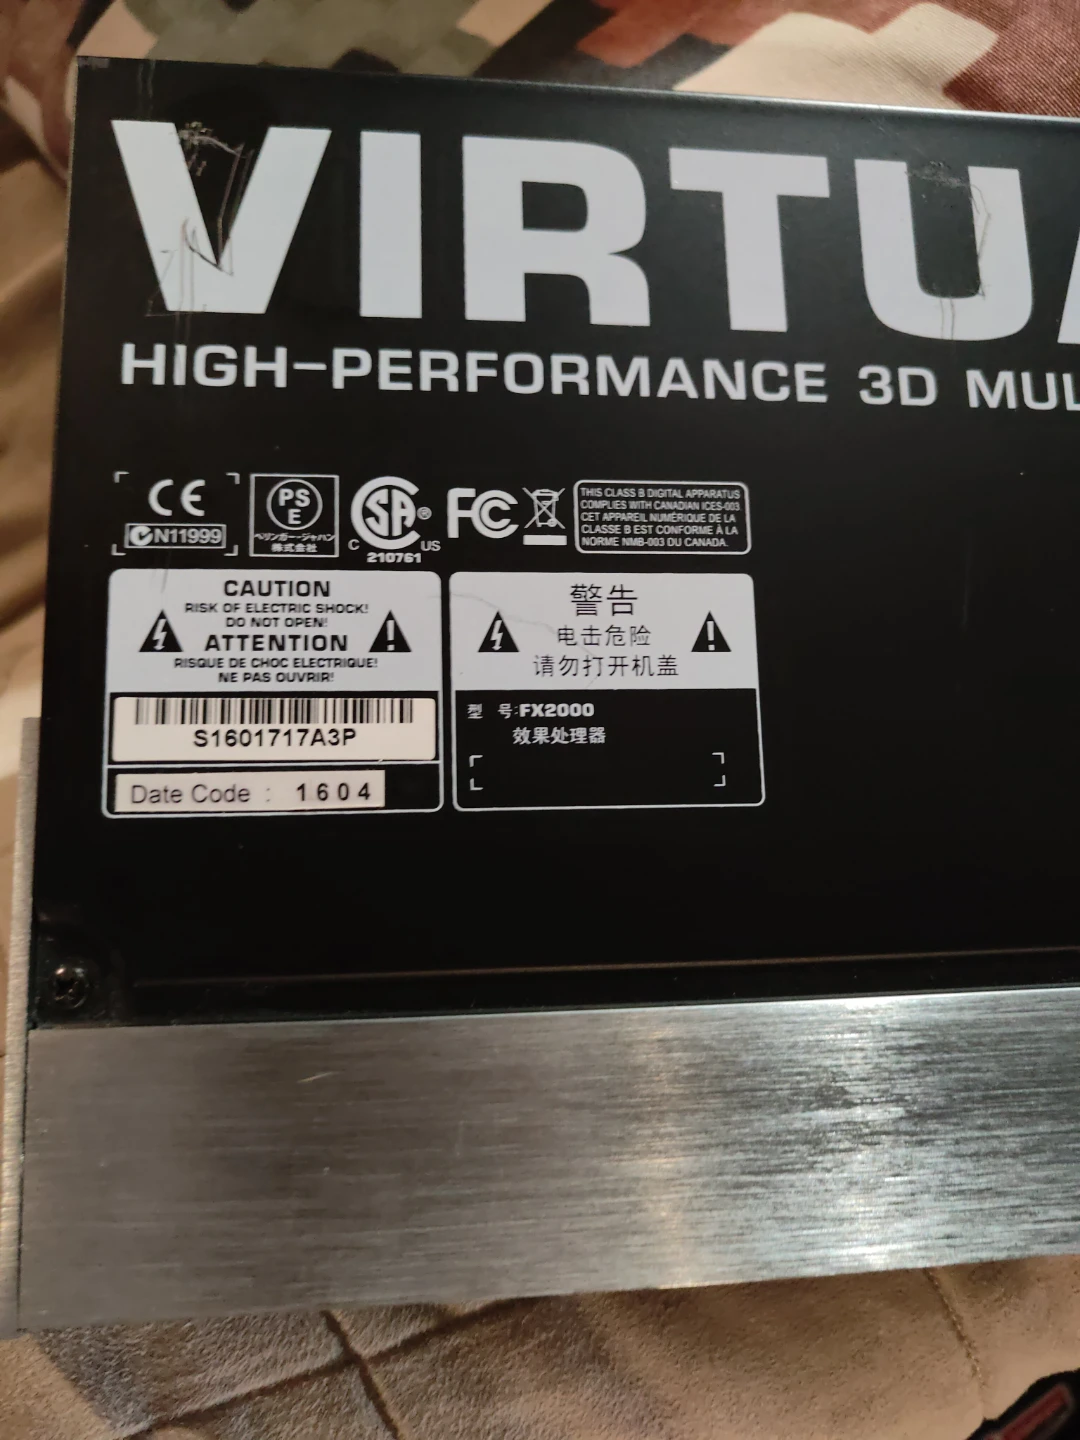 VIRTUA
HIGH-PERFORMANCE 3D MUL
CE
N11999
PS
E
ベリンガー・ジャパン
株式会社
SA®
C US
210761
FC
THIS CLASS B DIGITAL APPARATUS
COMPLIES WITH CANADIAN ICES-003
CET APPAREIL NUMÉRIQUE DE LA
CLASSE B EST CONFORME À LA
NORME NMB-003 DU CANADA.
CAUTION
RISK OF ELECTRIC SHOCK!
DO NOT OPEN!
ATTENTION
RISQUE DE CHOC ELECTRIQUE!
NE PAS OUVRIR!
S1601717A3P
Date Code : 1604
警告
电击危险
请勿打开机盖
型 号:FX2000
效果处理器